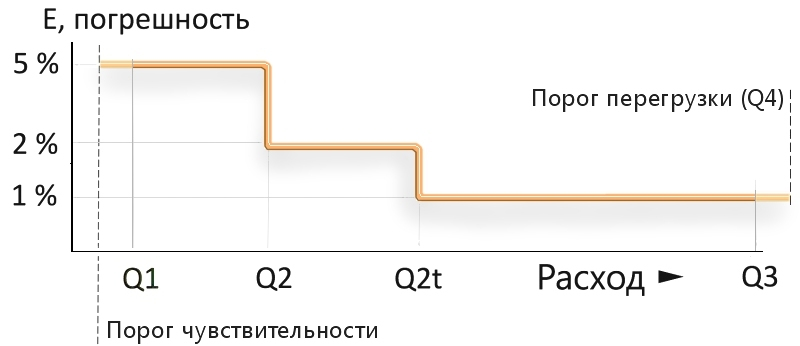 E, погрешность
5 %
Порог перегрузки (Q4)
2 %
1 %
Q1 Q2 Q2t Расход Q3
Порог чувствительности